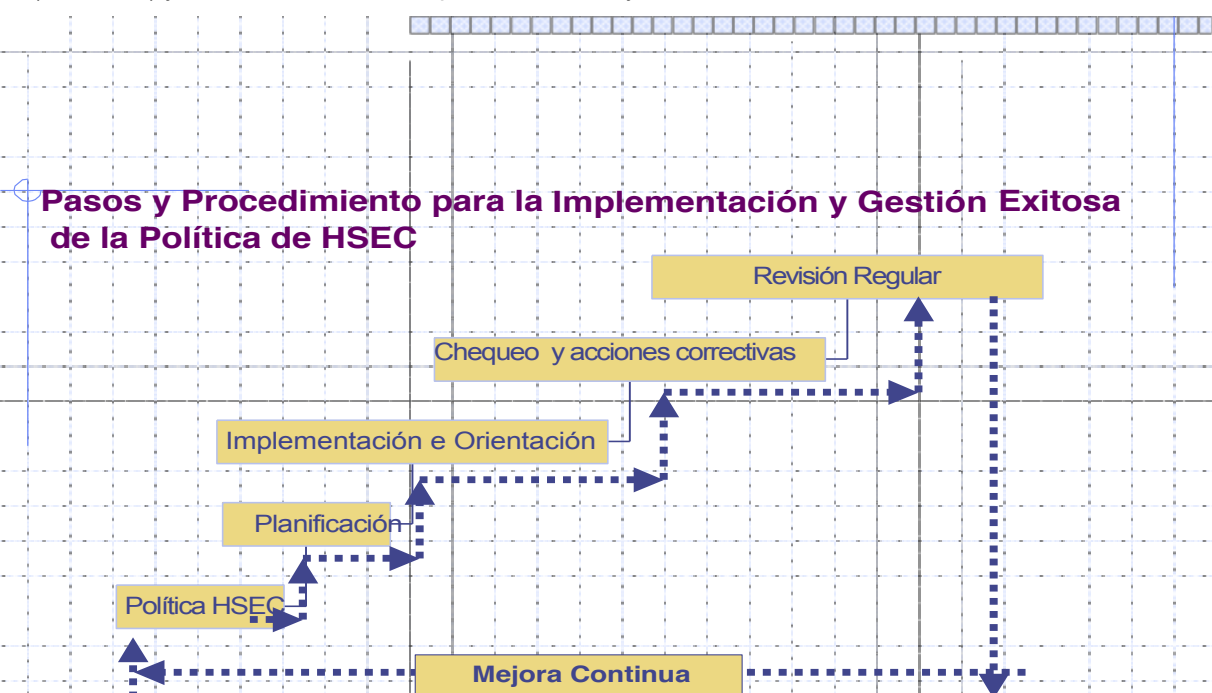 Pasos y Procedimiento para la Implementación y Gestión Exitosa
de la Política de HSEC
Revisión Regular
Chequeo y acciones correctivas
Implementación e Orientación
Planificación
Política HSEC
Mejora Continua